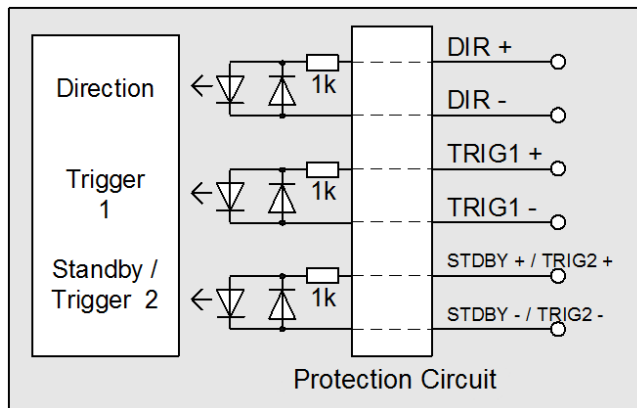 Direction
DIR +
1k
DIR -
Trigger
1
TRIG1 +
1k
TRIG1 -
Standby /
Trigger 2
STDBY + / TRIG2 +
1k
STDBY - / TRIG2 -
Protection Circuit